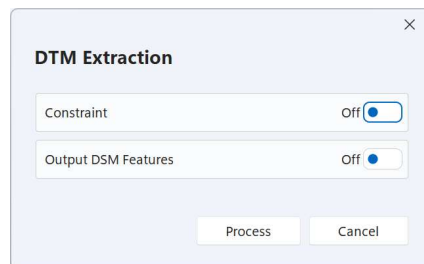 DTM Extraction
Constraint Off
Output DSM Features Off
Process Cancel